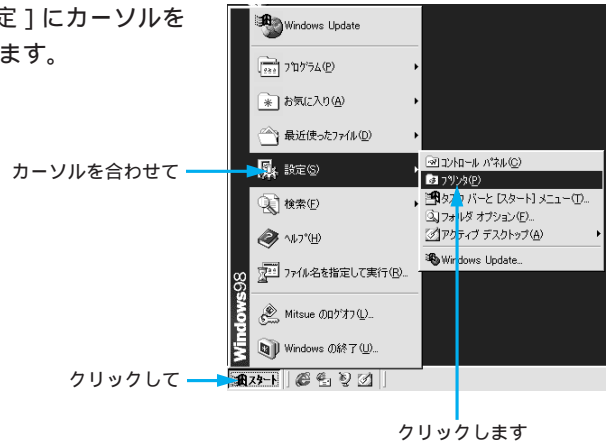 定 ] にカーソルを
ます。
Windows Update
プログラム(P)
お気に入り(A)
最近使ったファイル(D)
カーソルを合わせて
設定(S)
検索(F)
ヘルプ(H)
ファイル名を指定して実行(R)...
Mitsue のログオフ(L)...
Windows の終了(U)...
Windows98
コントロール パネル(C)
プリンタ(P)
タスク バーと [スタート] メニュー(T)...
フォルダ オプション(F)...
アクティブ デスクトップ(A)
Windows Update...
クリックして
スタート
クリックします